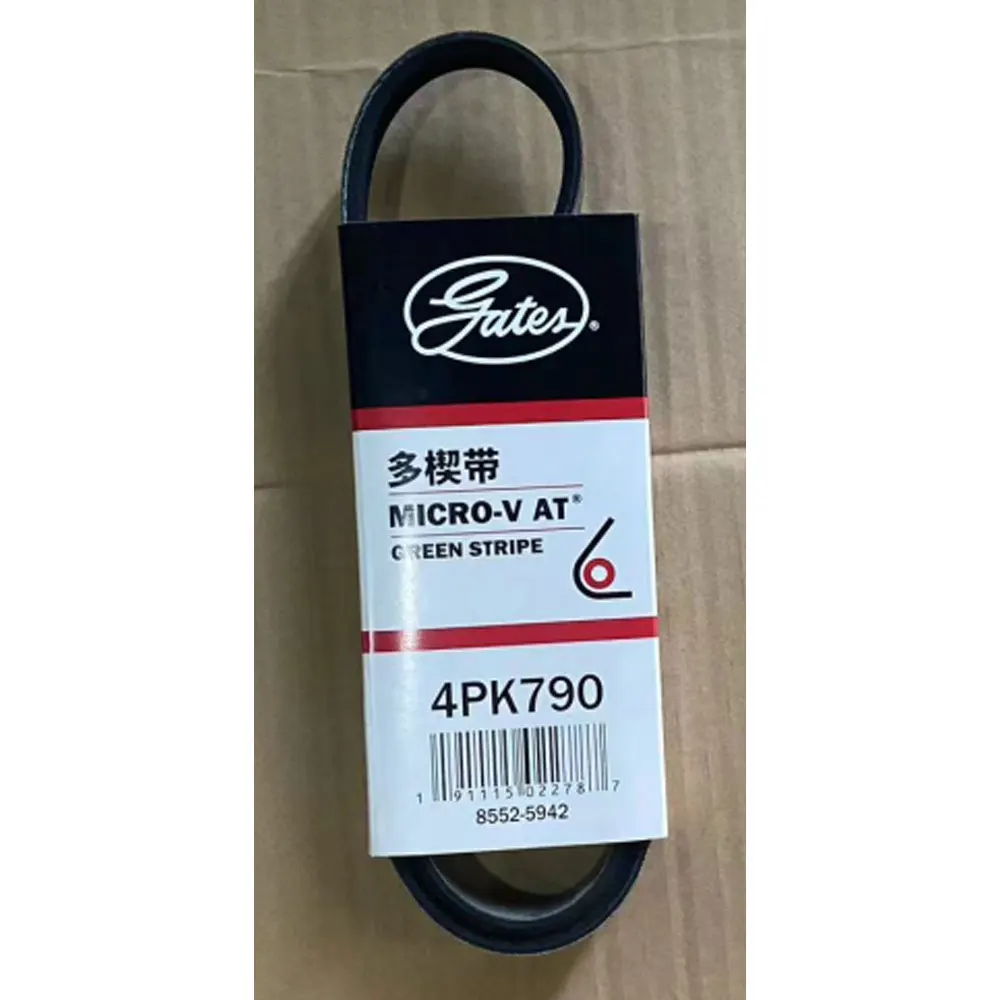 Gates®
多楔带
MICRO-V AT®
GREEN STRIPE
4PK790
1 91115 02278 7
8552-5942